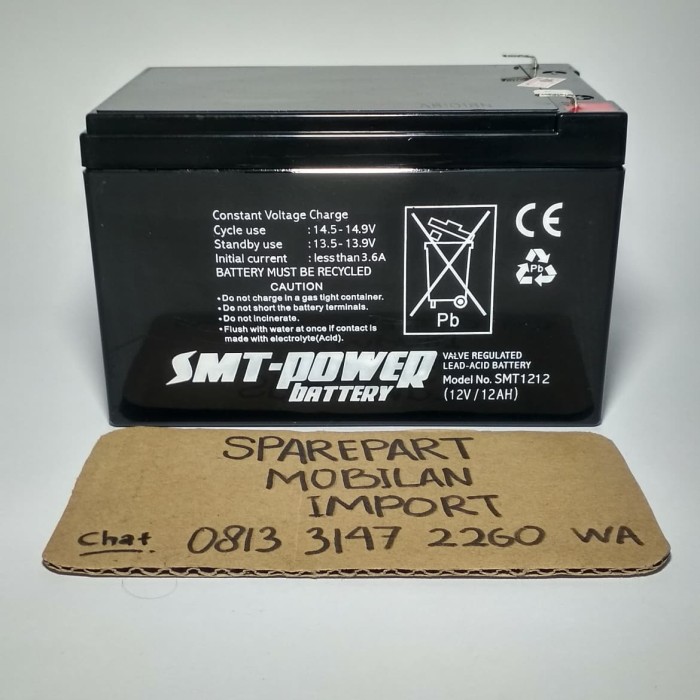 Constant Voltage Charge
Cycle use : 14.5 - 14.9V
Standby use : 13.5 - 13.9V
Initial current : less than 3.6A
BATTERY MUST BE RECYCLED
CAUTION
• Do not charge in a gas tight container.
• Do not short the battery terminals.
• Do not incinerate.
• Flush with water at once if contact is
made with electrolyte(Acid).
Pb
CE
Pb
SMT-POWER
BATTERY
VALVE REGULATED
LEAD-ACID BATTERY
Model No. SMT1212
(12V / 12AH)
SPAREPART
MOBILAN
IMPORT
Chat 0813 3147 2260 WA